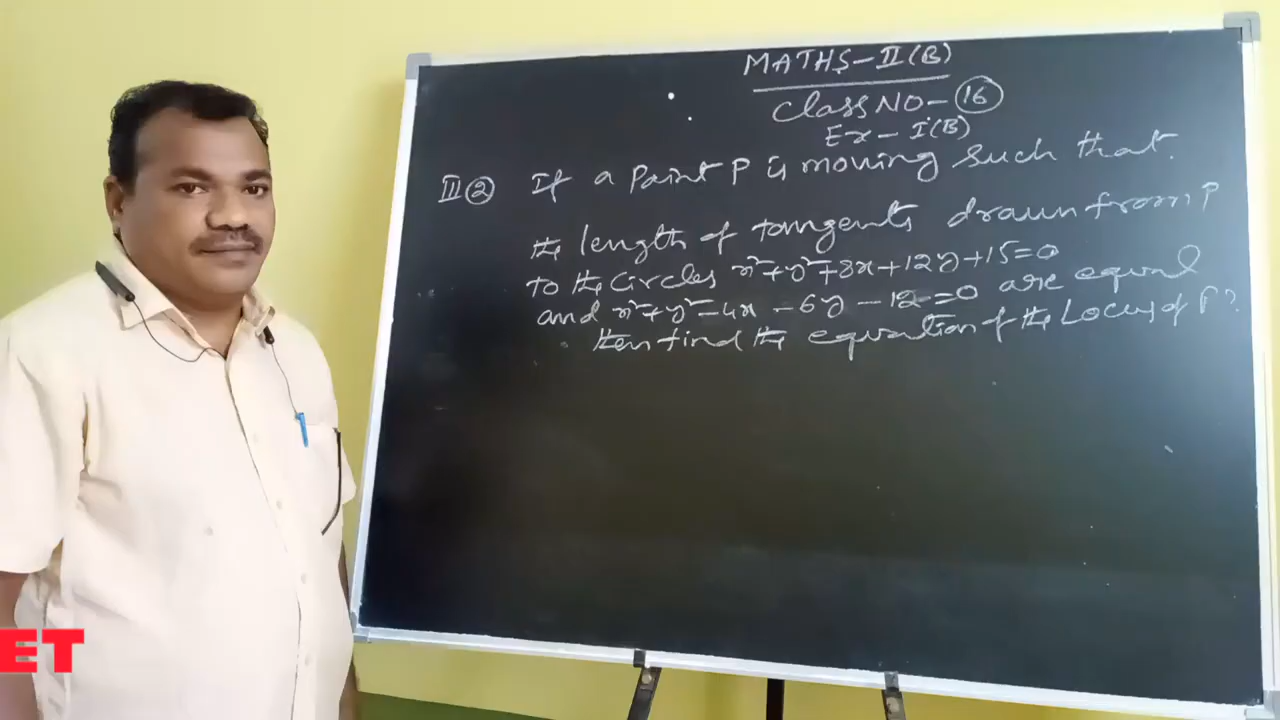 MATHS-II(B)
Class NO-16
Ex-I(B)
III 2 If a Point P is moving such that.
the length of tangents drawn from P
to the circles x²+y²+8x+12y+15=0
and x²+y²-4x-6y-12=0 are equal
then find the equation of the Locus of P?
ET